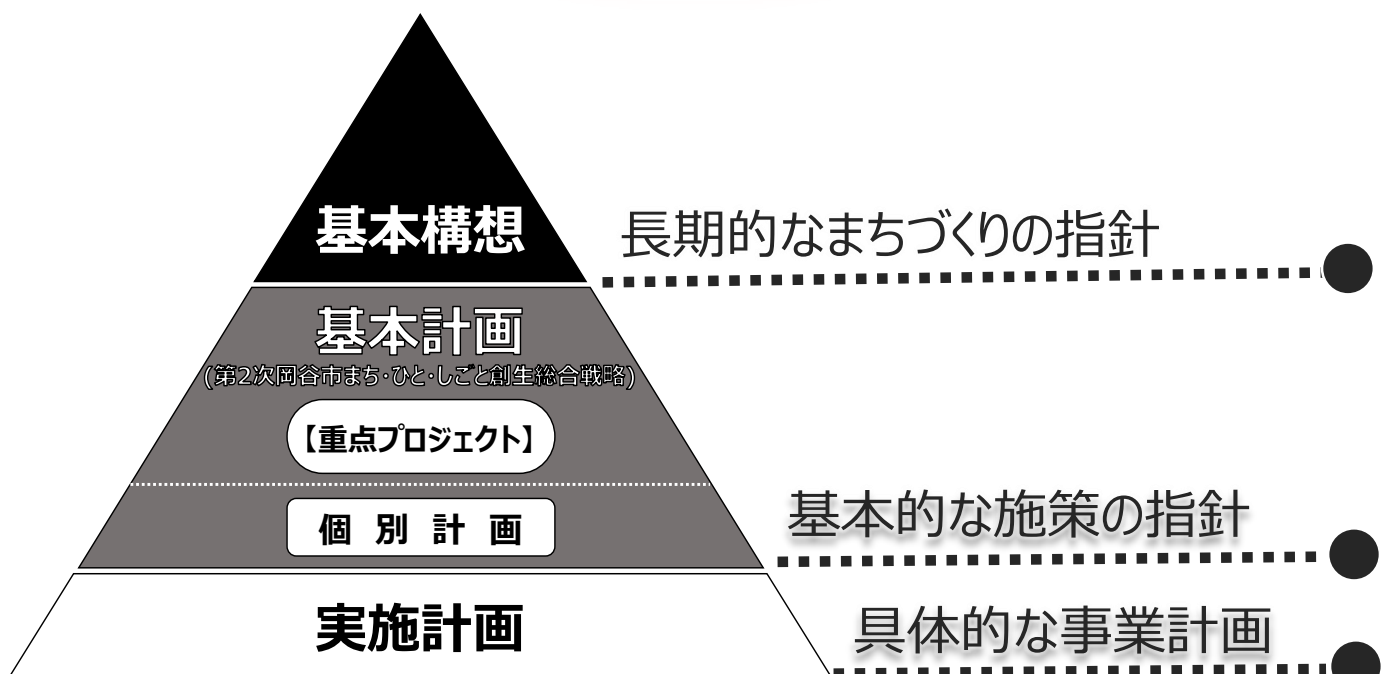 基本構想
長期的なまちづくりの指針
基本計画
(第2次岡谷市まち・ひと・しごと創生総合戦略)
【重点プロジェクト】
個別計画
基本的な施策の指針
実施計画
具体的な事業計画